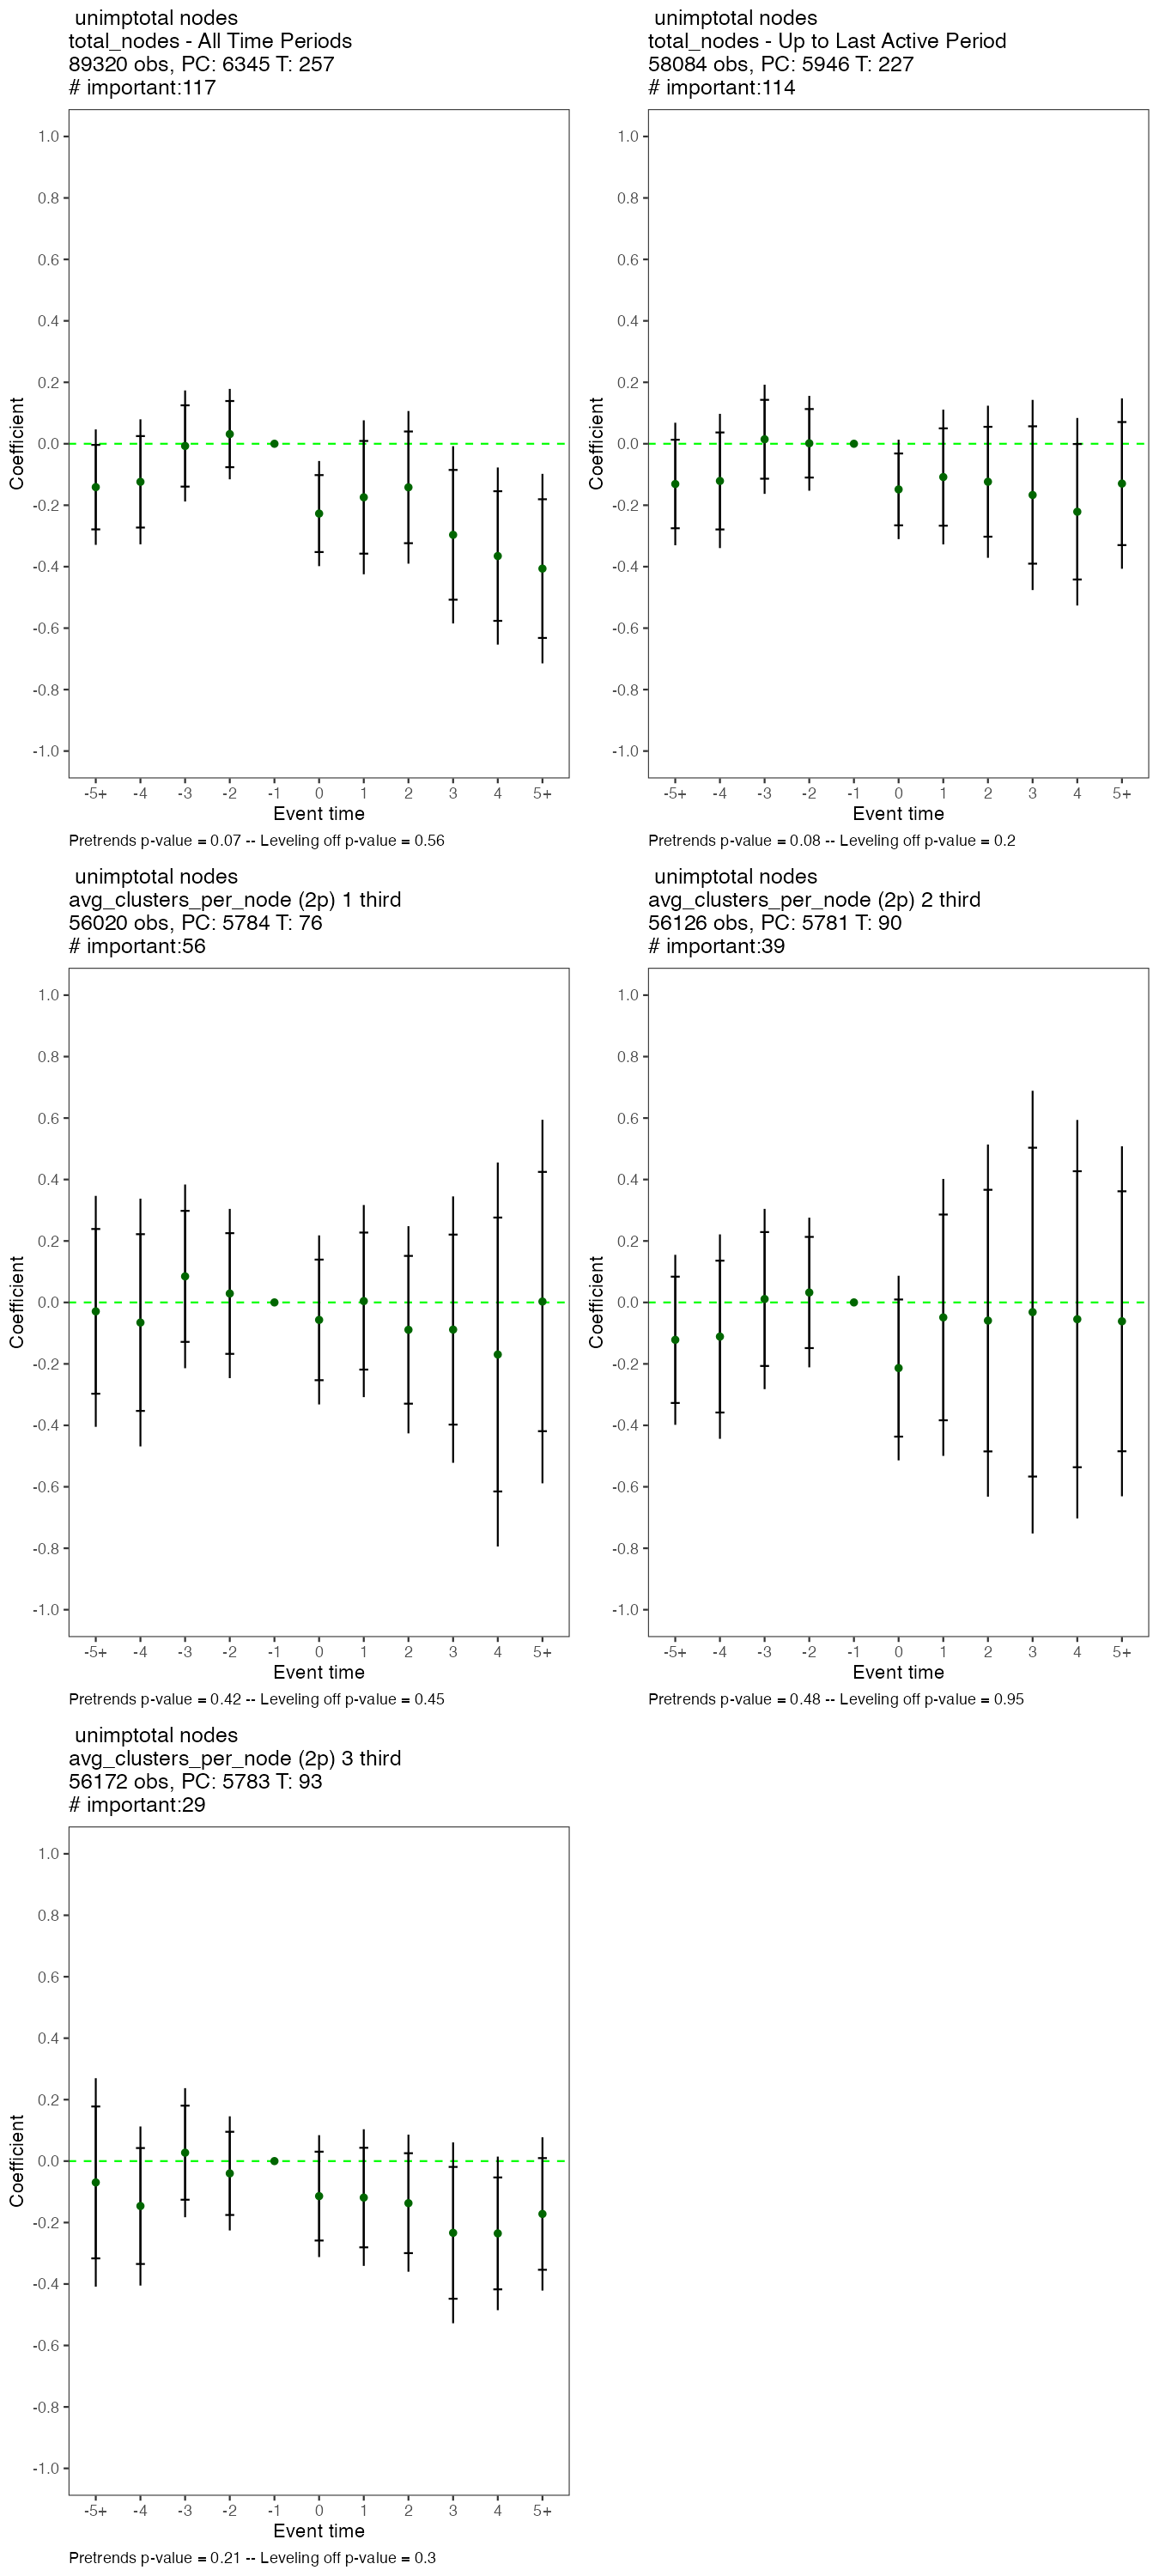 unimptotal nodes
total_nodes - All Time Periods
89320 obs, PC: 6345 T: 257
# important:117
1.0
0.8
0.6
0.4
0.2
0.0
-0.2
-0.4
-0.6
-0.8
-1.0
Coefficient
-5+ -4 -3 -2 -1 0 1 2 3 4 5+
Event time
Pretrends p-value = 0.07 -- Leveling off p-value = 0.56
unimptotal nodes
total_nodes - Up to Last Active Period
58084 obs, PC: 5946 T: 227
# important:114
1.0
0.8
0.6
0.4
0.2
0.0
-0.2
-0.4
-0.6
-0.8
-1.0
Coefficient
-5+ -4 -3 -2 -1 0 1 2 3 4 5+
Event time
Pretrends p-value = 0.08 -- Leveling off p-value = 0.2
unimptotal nodes
avg_clusters_per_node (2p) 1 third
56020 obs, PC: 5784 T: 76
# important:56
1.0
0.8
0.6
0.4
0.2
0.0
-0.2
-0.4
-0.6
-0.8
-1.0
Coefficient
-5+ -4 -3 -2 -1 0 1 2 3 4 5+
Event time
Pretrends p-value = 0.42 -- Leveling off p-value = 0.45
unimptotal nodes
avg_clusters_per_node (2p) 2 third
56126 obs, PC: 5781 T: 90
# important:39
1.0
0.8
0.6
0.4
0.2
0.0
-0.2
-0.4
-0.6
-0.8
-1.0
Coefficient
-5+ -4 -3 -2 -1 0 1 2 3 4 5+
Event time
Pretrends p-value = 0.48 -- Leveling off p-value = 0.95
unimptotal nodes
avg_clusters_per_node (2p) 3 third
56172 obs, PC: 5783 T: 93
# important:29
1.0
0.8
0.6
0.4
0.2
0.0
-0.2
-0.4
-0.6
-0.8
-1.0
Coefficient
-5+ -4 -3 -2 -1 0 1 2 3 4 5+
Event time
Pretrends p-value = 0.21 -- Leveling off p-value = 0.3